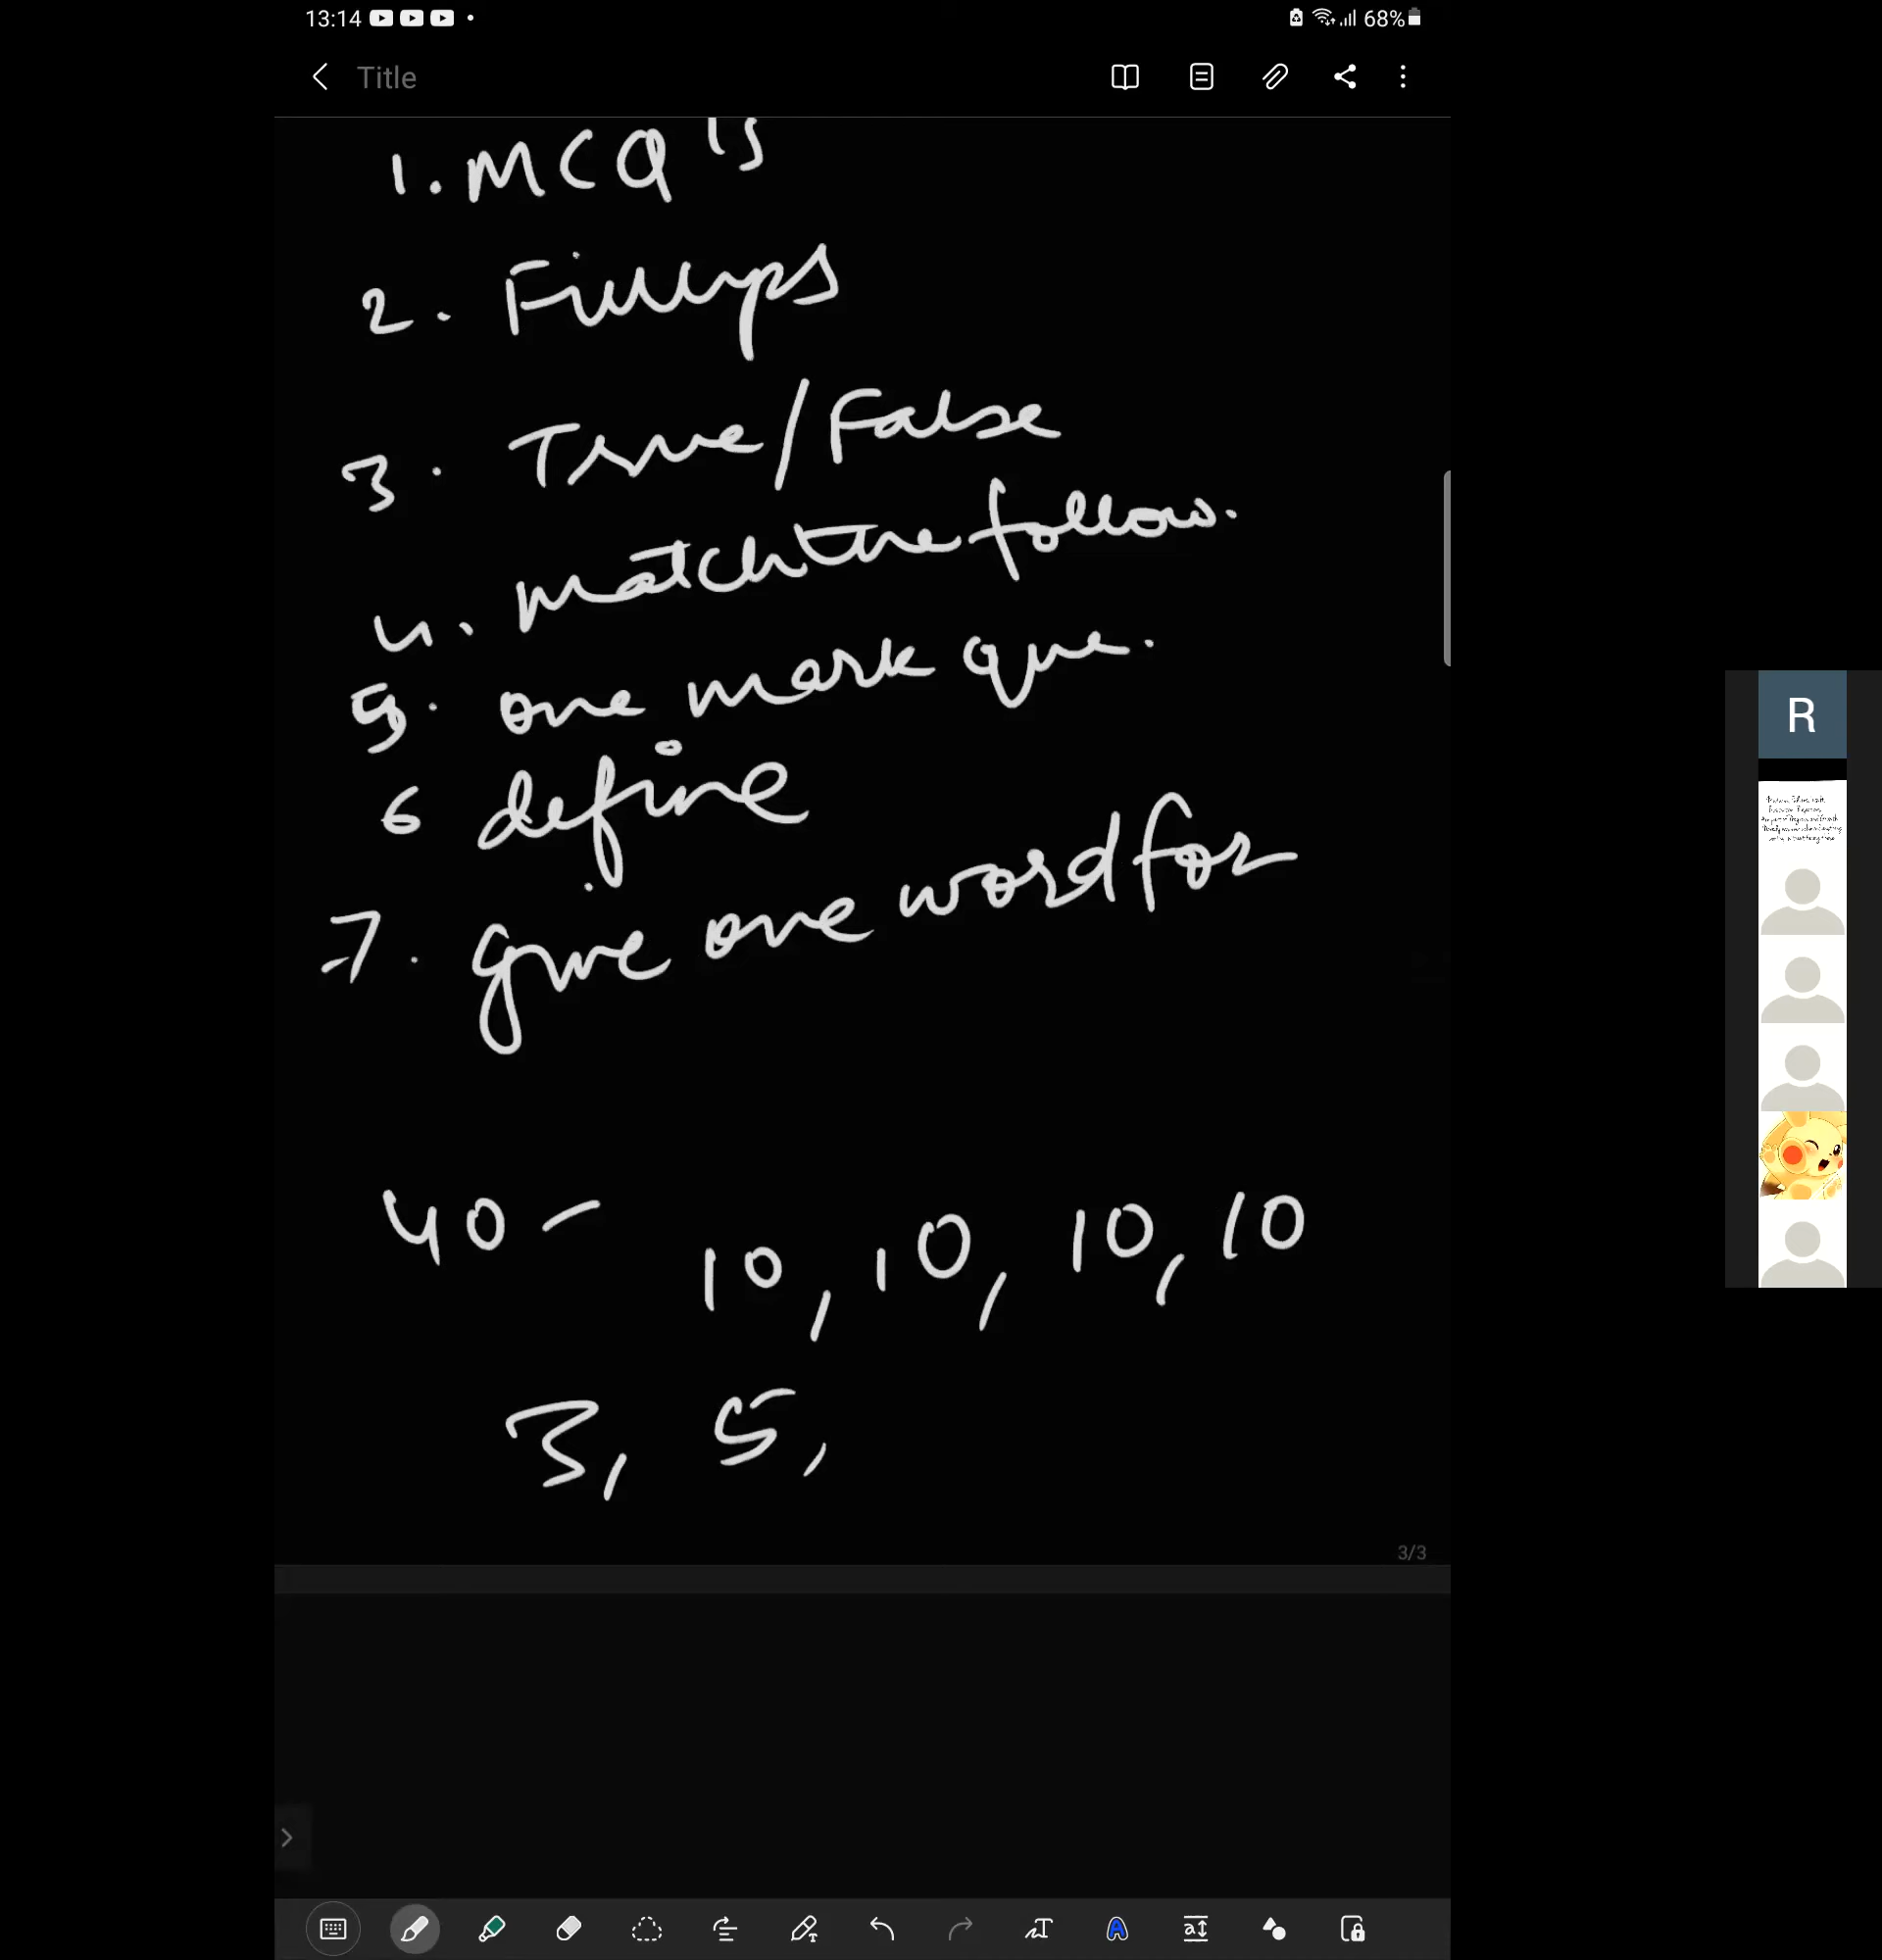 13:14
68%
Title
1. MCQ's
2. Fillups
3. True/False
4. match the follow.
5. one mark que.
6 define
7. give one word for
40 - 10, 10, 10, 10
3, 5,
3/3
R